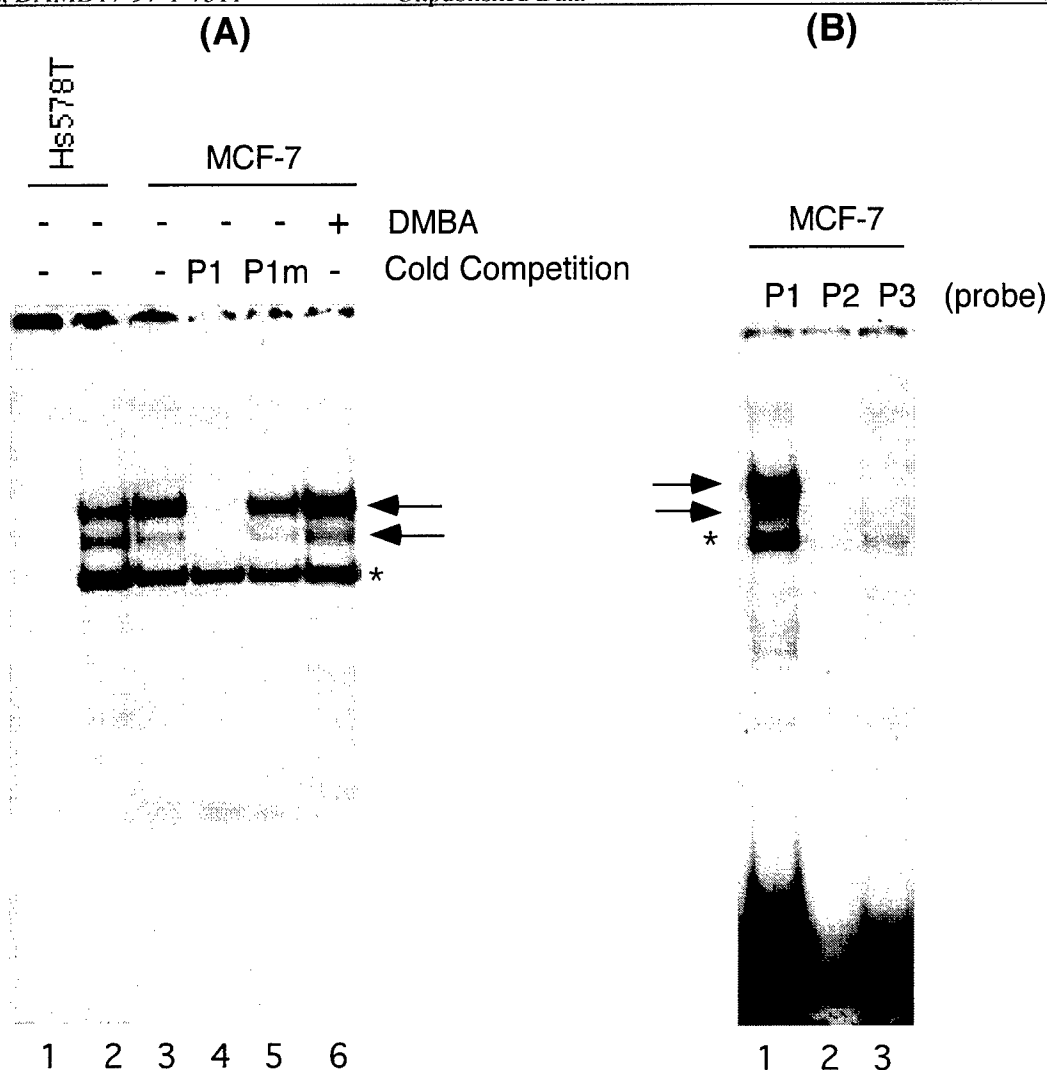 (A) (B)
Hs578T
MCF-7
- - - - - + DMBA
- - - P1 P1m - Cold Competition
MCF-7
P1 P2 P3 (probe)
*
*
1 2 3 4 5 6
1 2 3